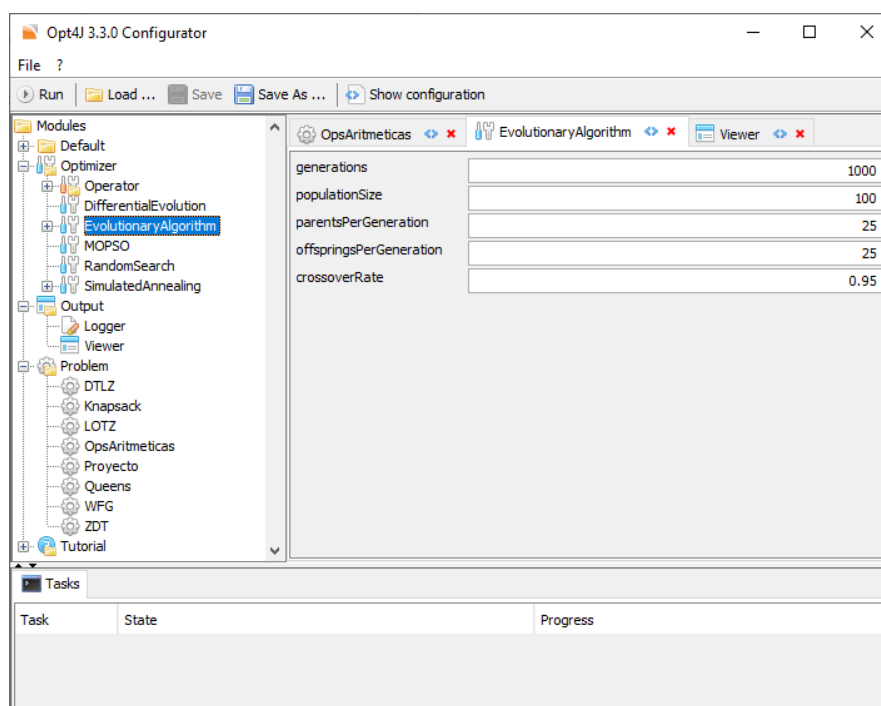 Opt4J 3.3.0 Configurator
File ?
Run Load ... Save Save As ... Show configuration
Modules
Default
Optimizer
Operator
DifferentialEvolution
EvolutionaryAlgorithm
MOPSO
RandomSearch
SimulatedAnnealing
Output
Logger
Viewer
Problem
DTLZ
Knapsack
LOTZ
OpsAritmeticas
Proyecto
Queens
WFG
ZDT
Tutorial
OpsAritmeticas EvolutionaryAlgorithm Viewer
generations 1000
populationSize 100
parentsPerGeneration 25
offspringsPerGeneration 25
crossoverRate 0.95
Tasks
Task State Progress